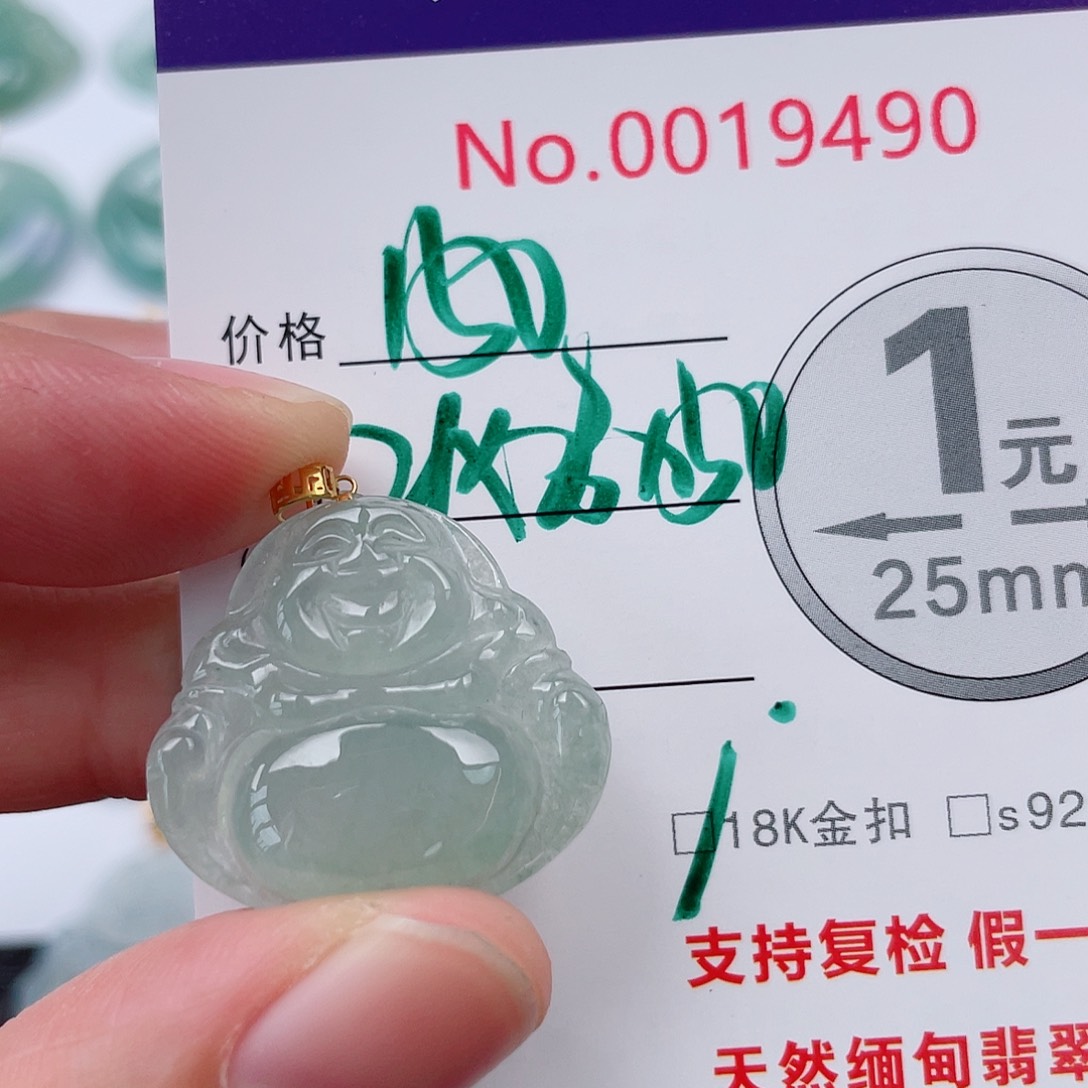 No.0019490
价格
1
元
25mm
18K金扣 □s92
支持复检 假一
天然缅甸翡翠